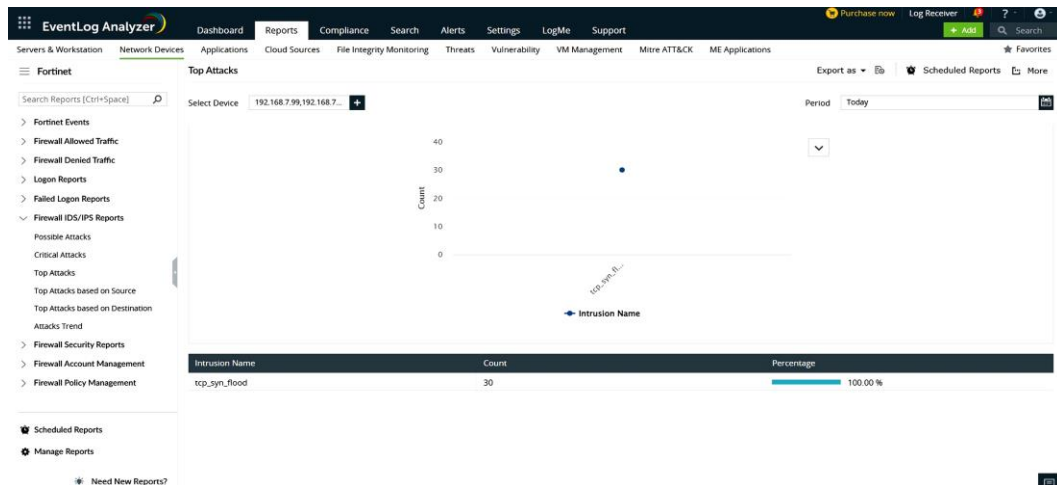 Purchase now Log Receiver ?
EventLog Analyzer
Dashboard Reports Compliance Search Alerts Settings LogMe Support
+ Add Search
Servers & Workstation Network Devices Applications Cloud Sources File Integrity Monitoring Threats Vulnerability VM Management Mitre ATT&CK ME Applications Favorites
Fortinet
Top Attacks Export as Scheduled Reports More
Search Reports [Ctrl+Space]
Select Device 192.168.7.99,192.168.7... + Period Today
Fortinet Events
Firewall Allowed Traffic
Firewall Denied Traffic
Logon Reports
Failed Logon Reports
Firewall IDS/IPS Reports
Possible Attacks
Critical Attacks
Top Attacks
Top Attacks based on Source
Top Attacks based on Destination
Attacks Trend
Firewall Security Reports
Firewall Account Management
Firewall Policy Management
Scheduled Reports
Manage Reports
Need New Reports?
40
30
20
10
0
Count
tcp_syn_fl...
Intrusion Name
Intrusion Name Count Percentage
tcp_syn_flood 30 100.00 %